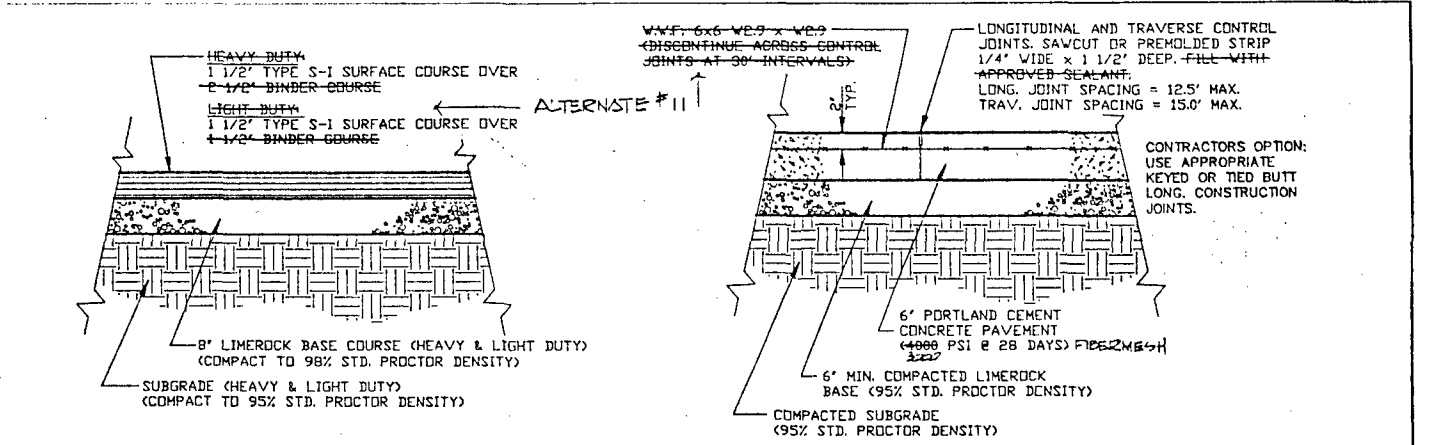 HEAVY DUTY:
1 1/2" TYPE S-I SURFACE COURSE OVER
2 1/2" BINDER COURSE
LIGHT DUTY:
1 1/2" TYPE S-I SURFACE COURSE OVER
1 1/2" BINDER COURSE
ALTERNATE #11
8" LIMEROCK BASE COURSE (HEAVY & LIGHT DUTY)
(COMPACT TO 98% STD. PROCTOR DENSITY)
SUBGRADE (HEAVY & LIGHT DUTY)
(COMPACT TO 95% STD. PROCTOR DENSITY)
W.W.F. 6x6 W2.9 x W2.9
(DISCONTINUE ACROSS CONTROL
JOINTS AT 30' INTERVALS)
2"
TYP.
LONGITUDINAL AND TRAVERSE CONTROL
JOINTS. SAWCUT OR PREMOLDED STRIP
1/4" WIDE x 1 1/2" DEEP. FILL WITH
APPROVED SEALANT.
LONG. JOINT SPACING = 12.5' MAX.
TRAV. JOINT SPACING = 15.0' MAX.
CONTRACTORS OPTION:
USE APPROPRIATE
KEYED OR TIED BUTT
LONG. CONSTRUCTION
JOINTS.
6" PORTLAND CEMENT
CONCRETE PAVEMENT
(4000 PSI @ 28 DAYS) FIBERMESH
6" MIN. COMPACTED LIMEROCK
BASE (95% STD. PROCTOR DENSITY)
COMPACTED SUBGRADE
(95% STD. PROCTOR DENSITY)